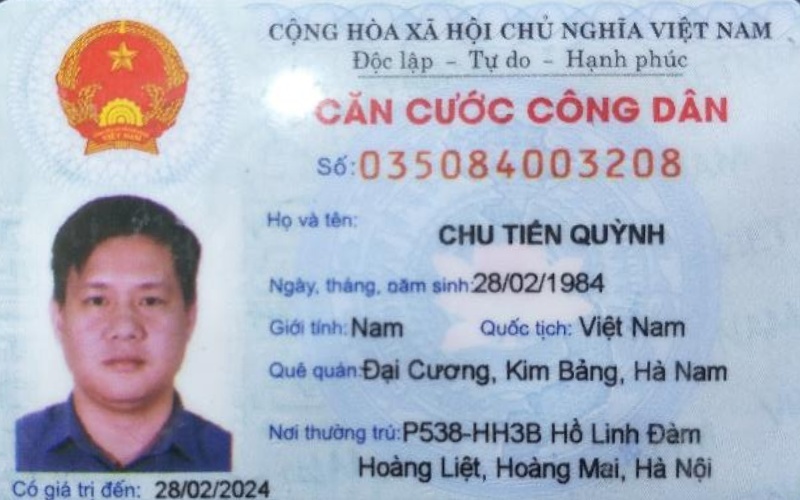 CỘNG HÒA XÃ HỘI CHỦ NGHĨA VIỆT NAM
Độc lập - Tự do - Hạnh phúc
CĂN CƯỚC CÔNG DÂN
Số: 035084003208
Họ và tên:
CHU TIẾN QUỲNH
Ngày, tháng, năm sinh: 28/02/1984
Giới tính: Nam Quốc tịch: Việt Nam
Quê quán: Đại Cương, Kim Bảng, Hà Nam
Nơi thường trú: P538-HH3B Hồ Linh Đàm
Hoàng Liệt, Hoàng Mai, Hà Nội
Có giá trị đến: 28/02/2024